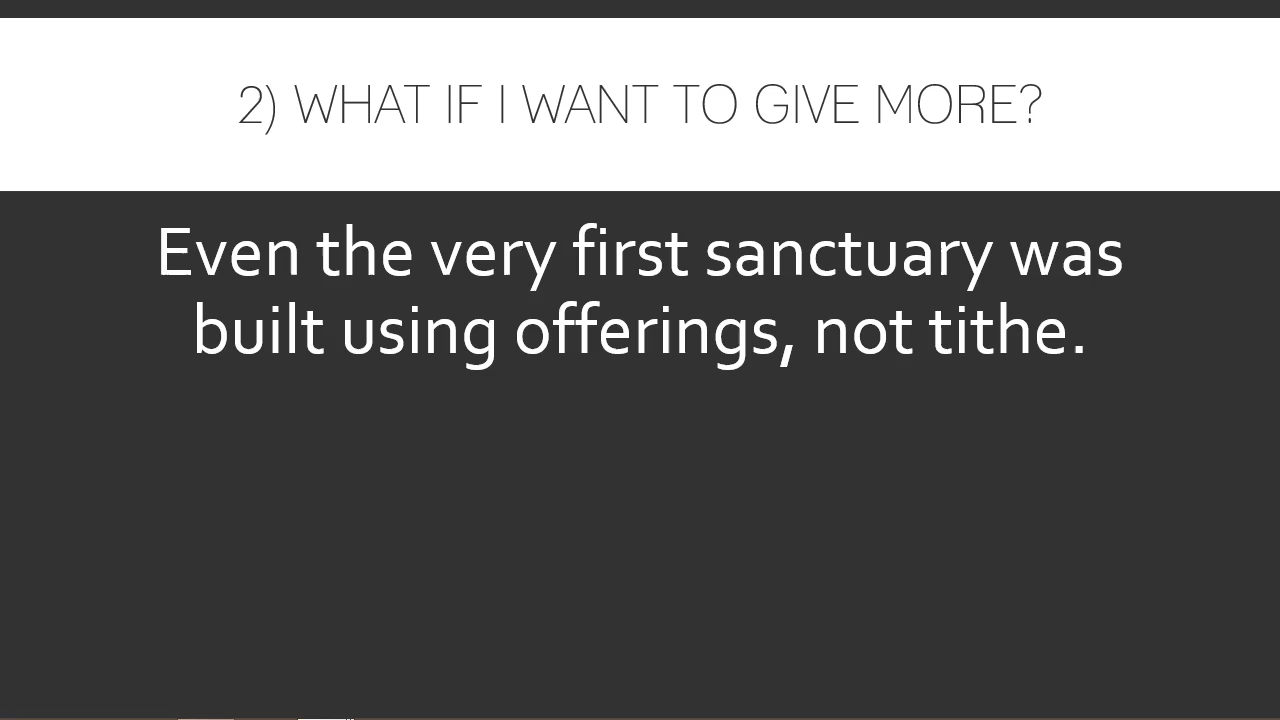 2) WHAT IF I WANT TO GIVE MORE?
Even the very first sanctuary was
built using offerings, not tithe.